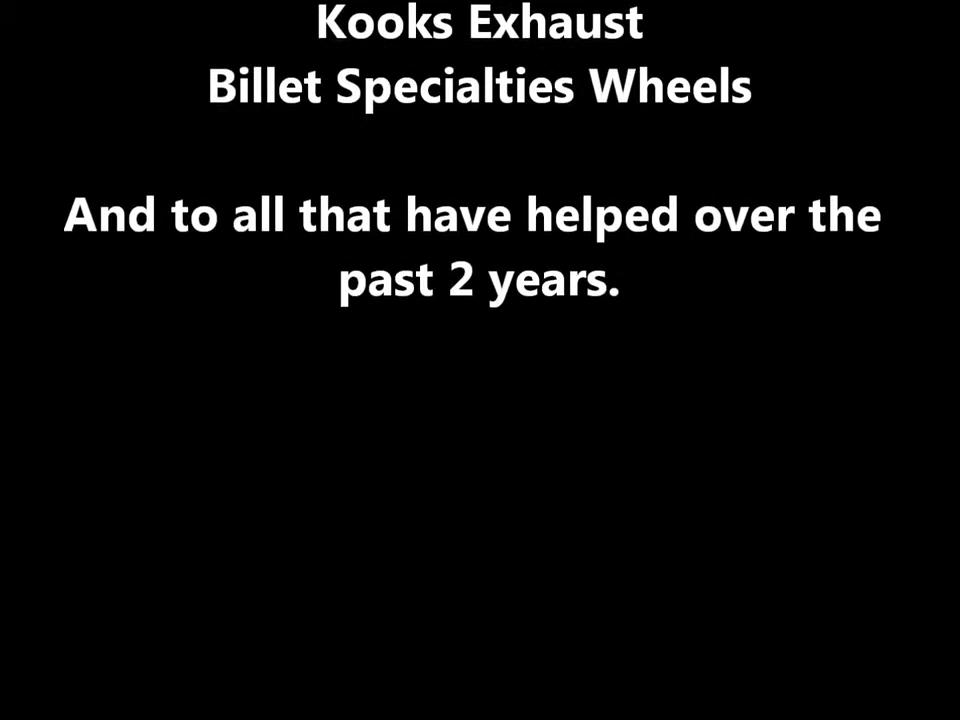 Kooks Exhaust
Billet Specialties Wheels
And to all that have helped over the
past 2 years.